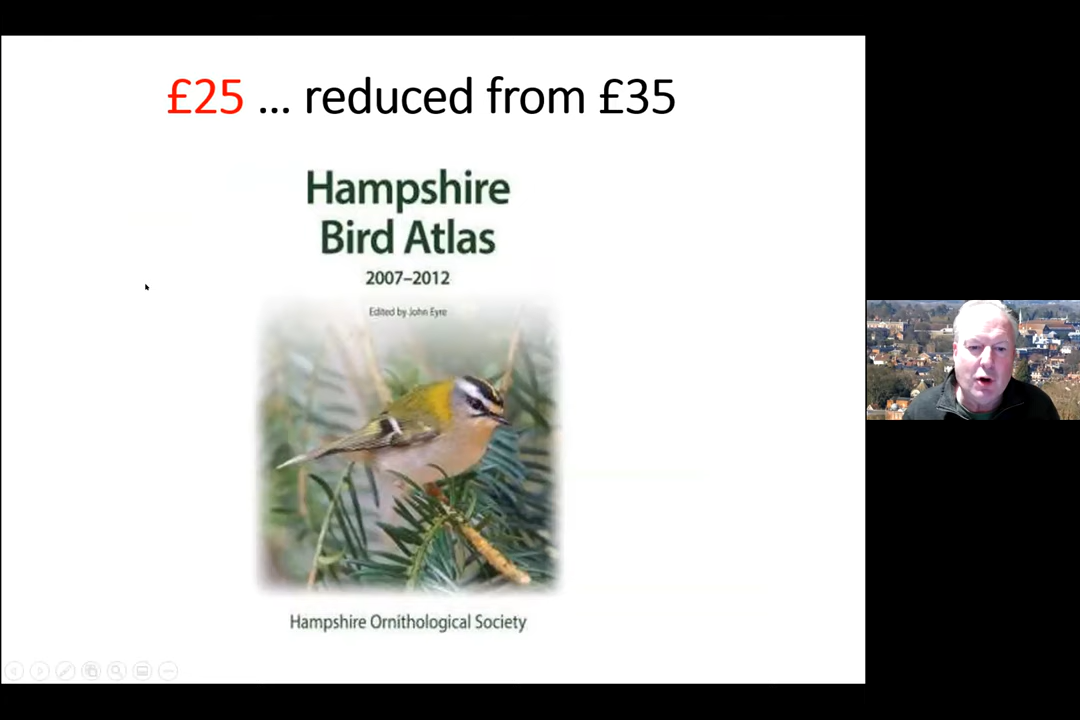 £25 ... reduced from £35
Hampshire
Bird Atlas
2007–2012
Edited by John Eyre
Hampshire Ornithological Society